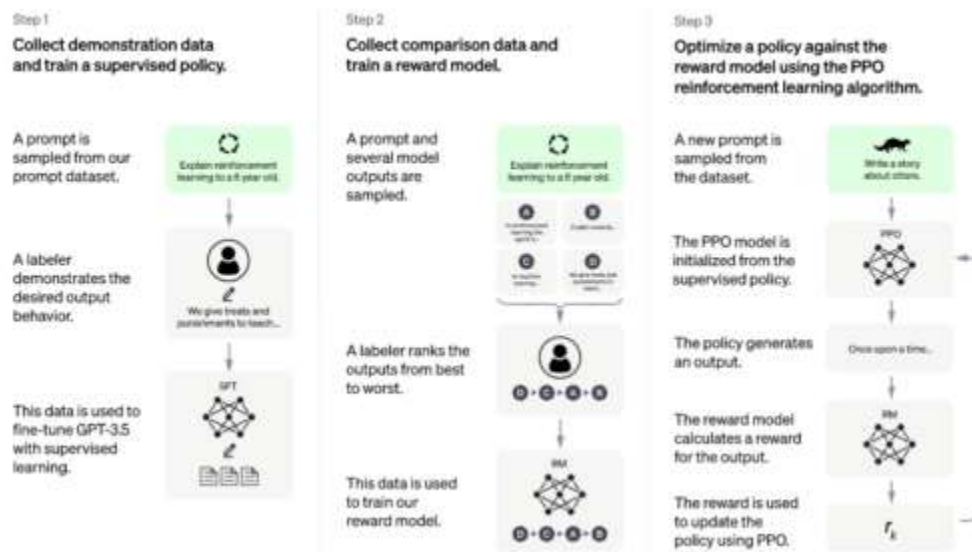 Step 1
Collect demonstration data
and train a supervised policy.
A prompt is
sampled from our
prompt dataset.
Explain reinforcement
learning to a 6 year old.
A labeler
demonstrates the
desired output
behavior.
We give treats and
punishments to teach...
This data is used to
fine-tune GPT-3.5
with supervised
learning.
SFT
Step 2
Collect comparison data and
train a reward model.
A prompt and
several model
outputs are
sampled.
Explain reinforcement
learning to a 6 year old.
A
B
C
D
A labeler ranks the
outputs from best
to worst.
D > C > A > B
This data is used
to train our
reward model.
RM
D > C > A > B
Step 3
Optimize a policy against the
reward model using the PPO
reinforcement learning algorithm.
A new prompt is
sampled from
the dataset.
Write a story
about otters.
The PPO model is
initialized from the
supervised policy.
PPO
The policy generates
an output.
Once upon a time...
The reward model
calculates a reward
for the output.
RM
The reward is used
to update the
policy using PPO.
rk